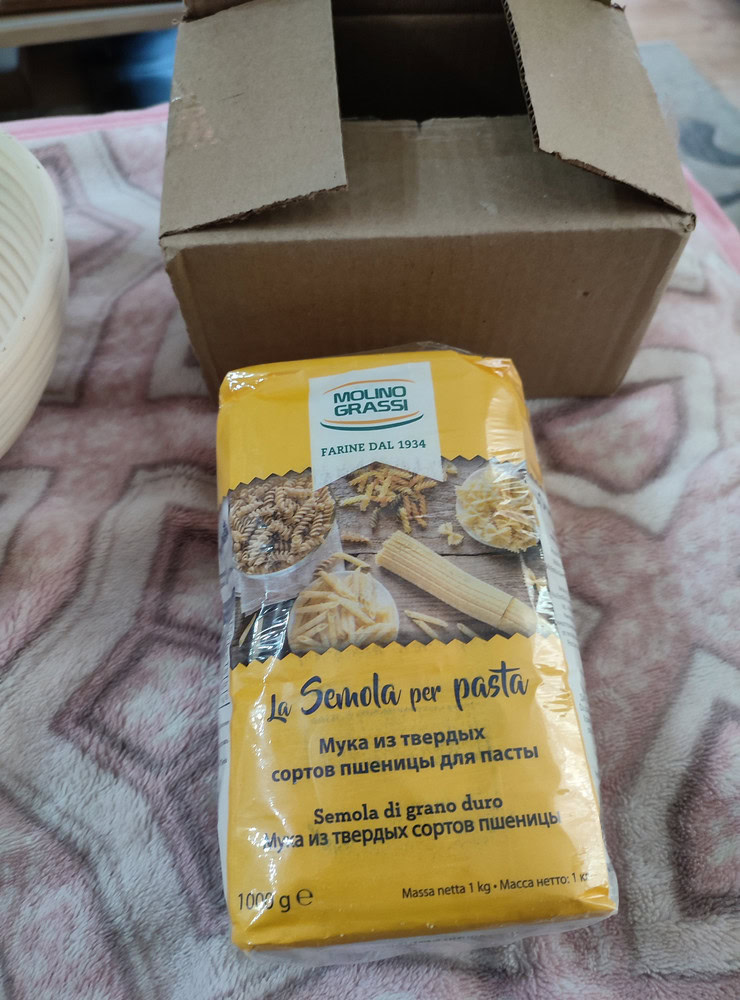 MOLINO
GRASSI
FARINE DAL 1934
La Semola per pasta
Мука из твердых
сортов пшеницы для пасты
Semola di grano duro
Мука из твердых сортов пшеницы
1000 g ℮
Massa netta 1 kg • Масса нетто: 1 кг